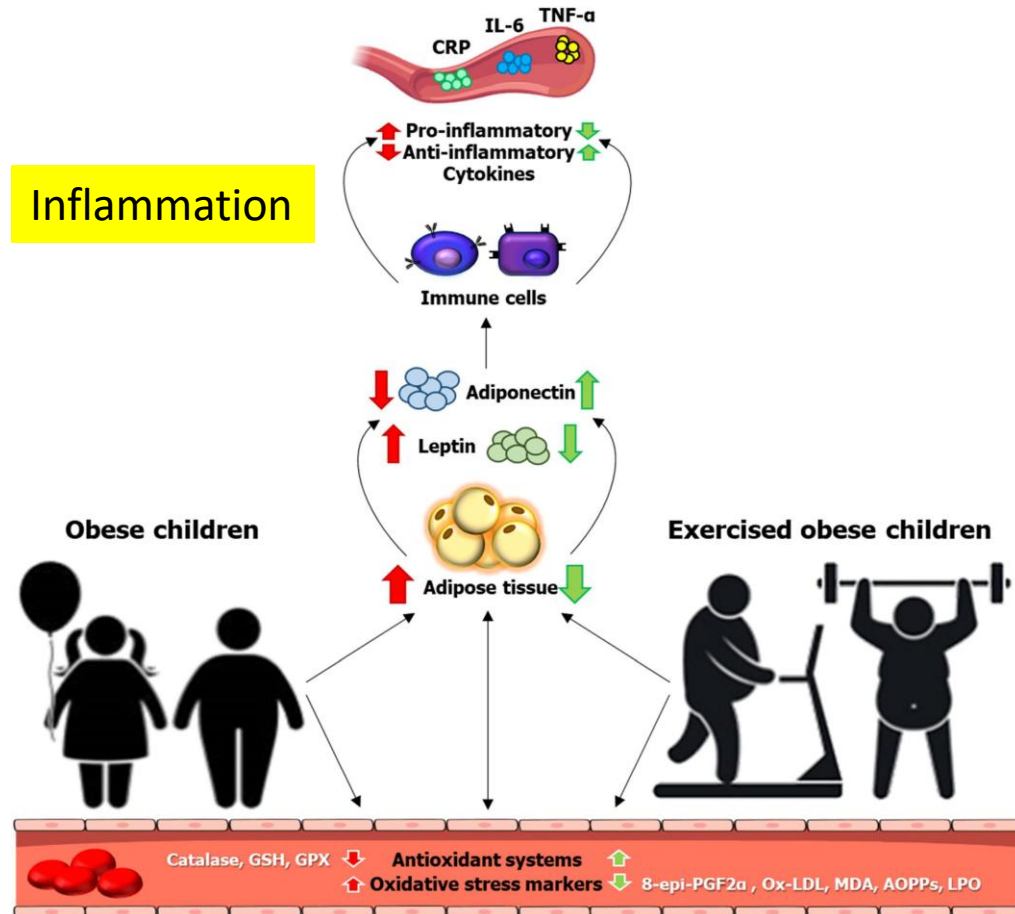 TNF-α
IL-6
CRP
Pro-inflammatory
Anti-inflammatory
Cytokines
Inflammation
Immune cells
Adiponectin
Leptin
Obese children
Exercised obese children
Adipose tissue
Catalase, GSH, GPX Antioxidant systems
Oxidative stress markers 8-epi-PGF2α , Ox-LDL, MDA, AOPPs, LPO